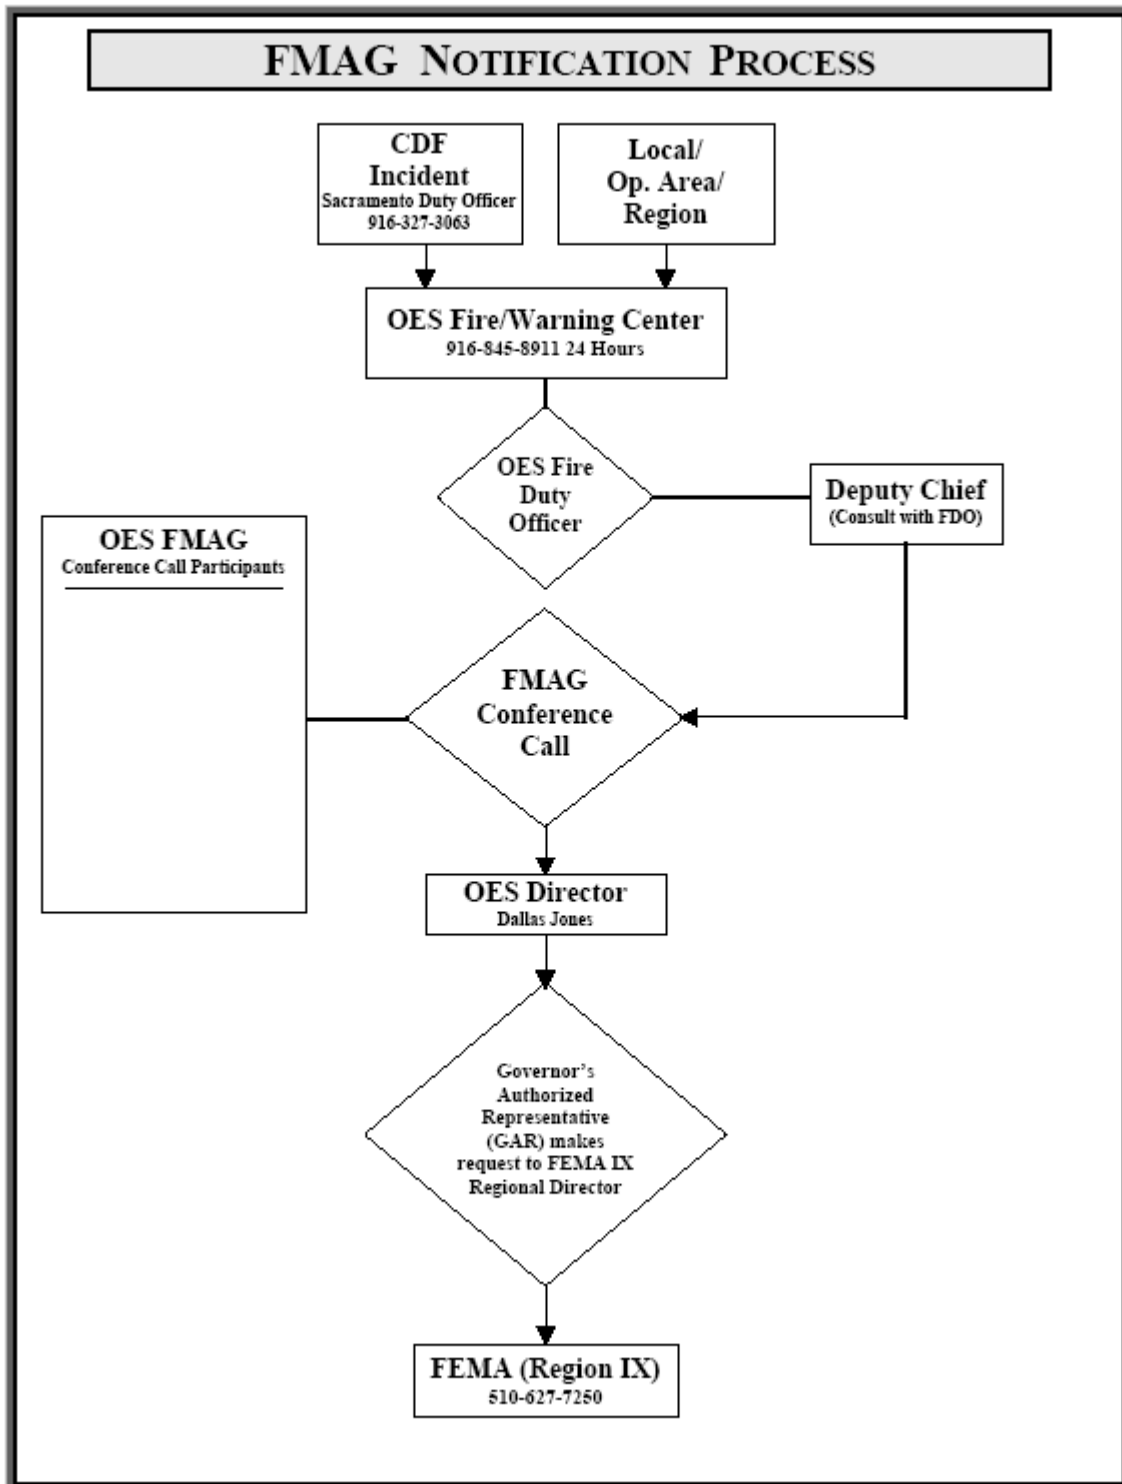 FMAG NOTIFICATION PROCESS
CDF
Incident
Sacramento Duty Officer
916-327-3063
Local/
Op. Area/
Region
OES Fire/Warning Center
916-845-8911 24 Hours
OES Fire
Duty
Officer
Deputy Chief
(Consult with FDO)
OES FMAG
Conference Call Participants
FMAG
Conference
Call
OES Director
Dallas Jones
Governor's
Authorized
Representative
(GAR) makes
request to FEMA IX
Regional Director
FEMA (Region IX)
510-627-7250